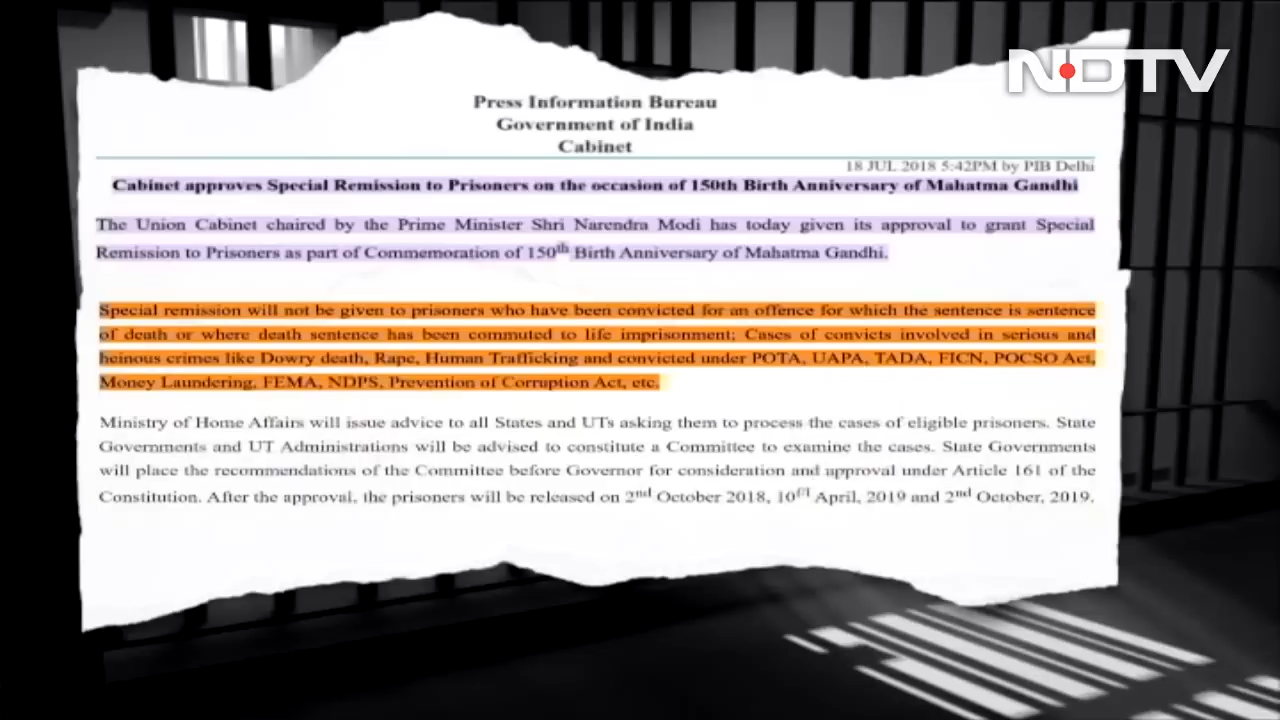 NDTV
Press Information Bureau
Government of India
Cabinet
18 JUL 2018 5:42PM by PIB Delhi
Cabinet approves Special Remission to Prisoners on the occasion of 150th Birth Anniversary of Mahatma Gandhi
The Union Cabinet chaired by the Prime Minister Shri Narendra Modi has today given its approval to grant Special
Remission to Prisoners as part of Commemoration of 150th Birth Anniversary of Mahatma Gandhi.
Special remission will not be given to prisoners who have been convicted for an offence for which the sentence is sentence
of death or where death sentence has been commuted to life imprisonment; Cases of convicts involved in serious and
heinous crimes like Dowry death, Rape, Human Trafficking and convicted under POTA, UAPA, TADA, FICN, POCSO Act,
Money Laundering, FEMA, NDPS, Prevention of Corruption Act, etc.
Ministry of Home Affairs will issue advice to all States and UTs asking them to process the cases of eligible prisoners. State
Governments and UT Administrations will be advised to constitute a Committee to examine the cases. State Governments
will place the recommendations of the Committee before Governor for consideration and approval under Article 161 of the
Constitution. After the approval, the prisoners will be released on 2nd October 2018, 10th April, 2019 and 2nd October, 2019.